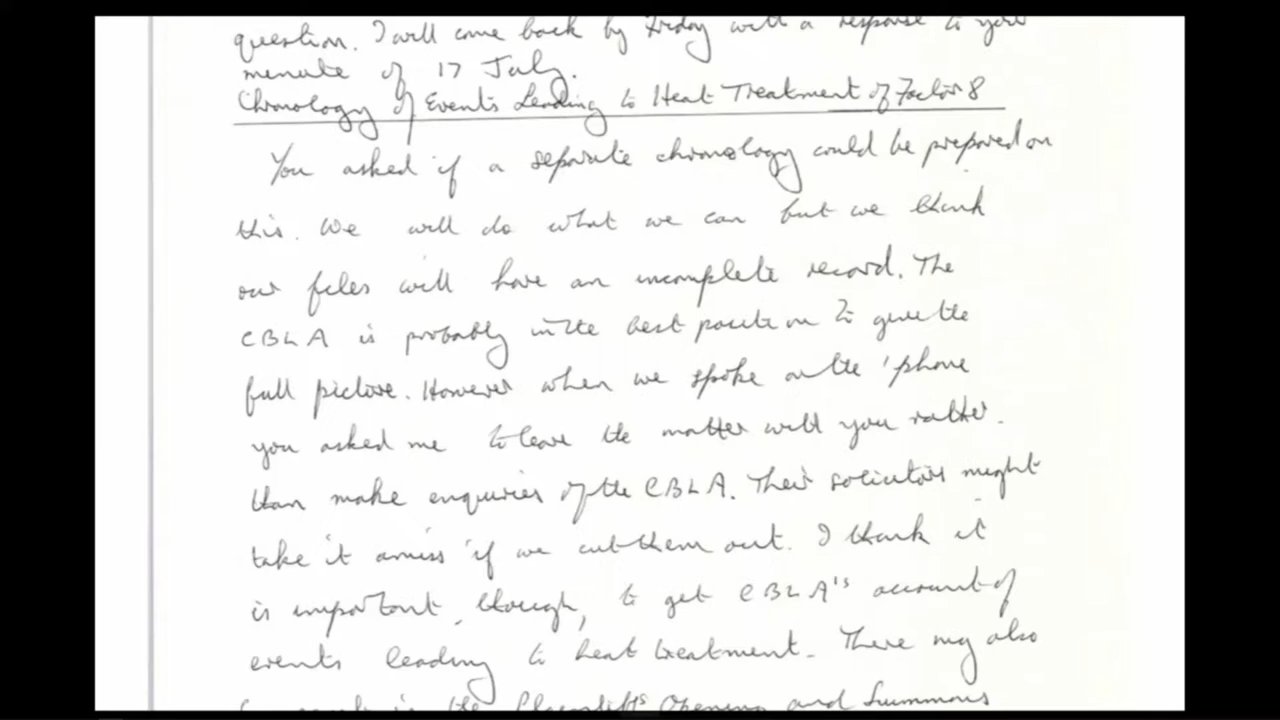 question. I will come back by Friday with a response to your
minute of 17 July.
Chronology of Events Leading to Heat Treatment of Factor 8
You asked if a separate chronology could be prepared on
this. We will do what we can but we think
our files will have an incomplete record. The
CBLA is probably in the best position to give the
full picture. However when we spoke on the 'phone
you asked me to leave the matter with you rather.
than make enquiries of the CBLA. Their solicitors might
take it amiss if we cut them out. I think it
is important, though, to get CBLA's account of
events leading to heat treatment. There may also
in the Plaintiffs Opening and Summons